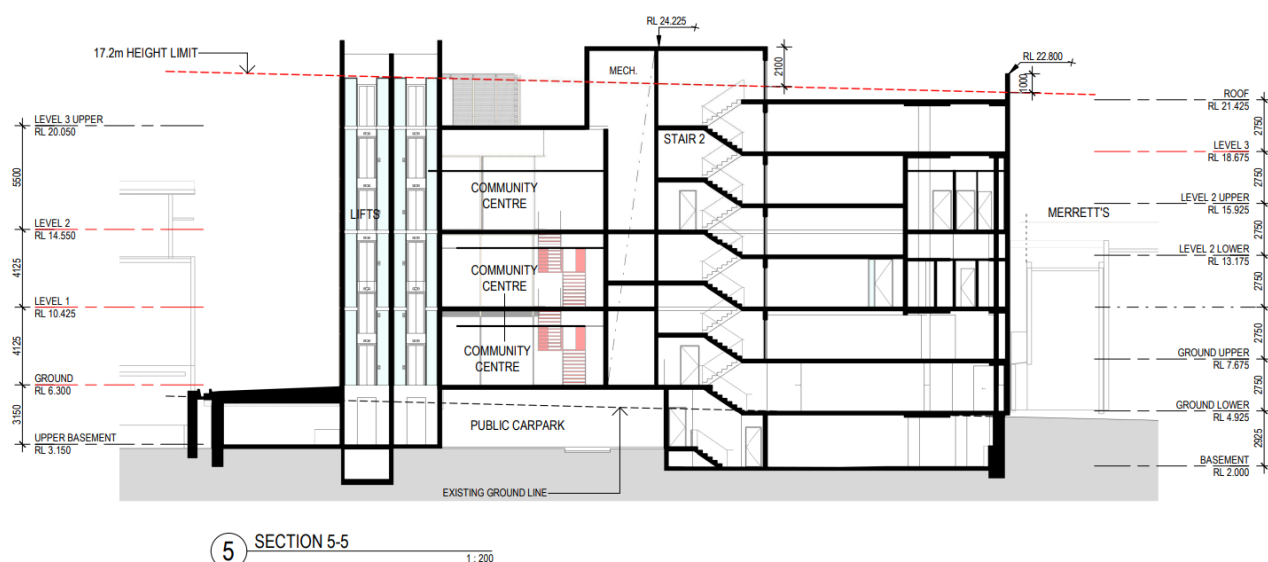 RL 24.225
17.2m HEIGHT LIMIT
MECH.
2100
RL 22.800
1000
ROOF
RL 21.425
LEVEL 3 UPPER
RL 20.050
2750
STAIR 2
LEVEL 3
RL 18.675
5500
COMMUNITY
CENTRE
2750
LEVEL 2 UPPER
RL 15.925
LIFTS
MERRETT'S
LEVEL 2
RL 14.550
2750
LEVEL 2 LOWER
RL 13.175
4125
COMMUNITY
CENTRE
2750
LEVEL 1
RL 10.425
4125
COMMUNITY
CENTRE
2750
GROUND UPPER
RL 7.675
GROUND
RL 6.300
2750
GROUND LOWER
RL 4.925
3150
PUBLIC CARPARK
UPPER BASEMENT
RL 3.150
2925
BASEMENT
RL 2.000
EXISTING GROUND LINE
5
SECTION 5-5
1 : 200